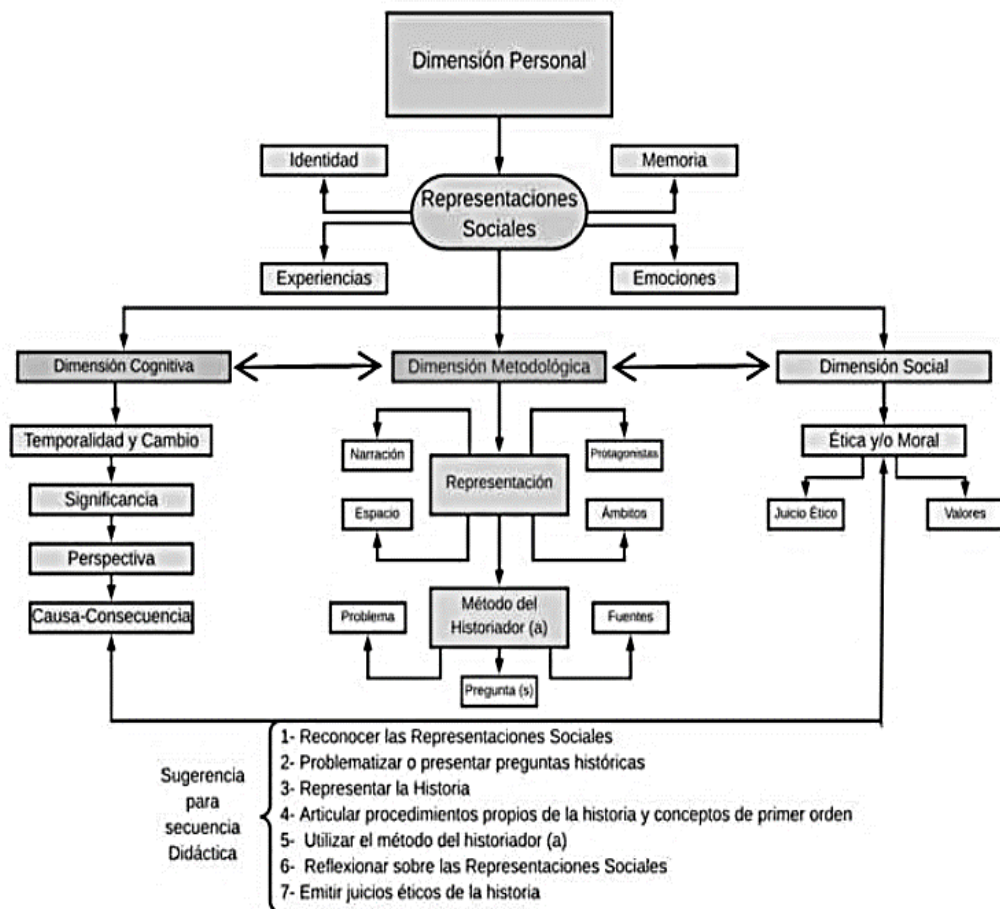 Dimensión Personal
Identidad
Memoria
Representaciones
Sociales
Experiencias
Emociones
Dimensión Cognitiva
Dimensión Metodológica
Dimensión Social
Temporalidad y Cambio
Significancia
Perspectiva
Causa-Consecuencia
Narración
Protagonistas
Representación
Espacio
Ámbitos
Problema
Método del
Historiador (a)
Fuentes
Pregunta (s)
Ética y/o Moral
Juicio Ético
Valores
Sugerencia
para
secuencia
Didáctica
1- Reconocer las Representaciones Sociales
2- Problematizar o presentar preguntas históricas
3- Representar la Historia
4- Articular procedimientos propios de la historia y conceptos de primer orden
5- Utilizar el método del historiador (a)
6- Reflexionar sobre las Representaciones Sociales
7- Emitir juicios éticos de la historia